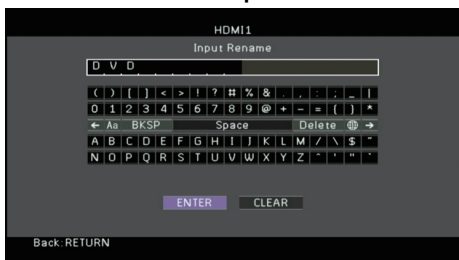 HDMI1
Input Rename
D V D
( ) [ ] < > ! ? # % & . , : ; _ |
0 1 2 3 4 5 6 7 8 9 @ + - = { } *
← Aa BKSP Space Delete →
A B C D E F G H I J K L M / \ $ ~
N O P Q R S T U V W X Y Z ^ ' " `
ENTER CLEAR
Back:RETURN